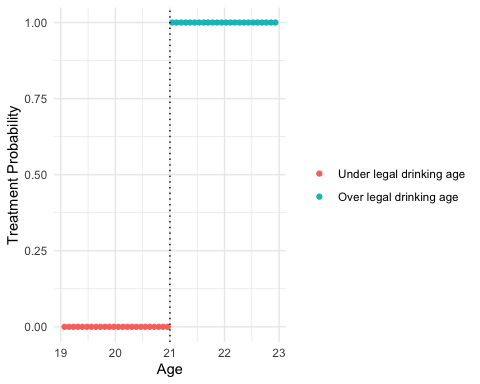 1.00
0.75
0.50
0.25
0.00
Treatment Probability
19 20 21 22 23
Age
Under legal drinking age
Over legal drinking age